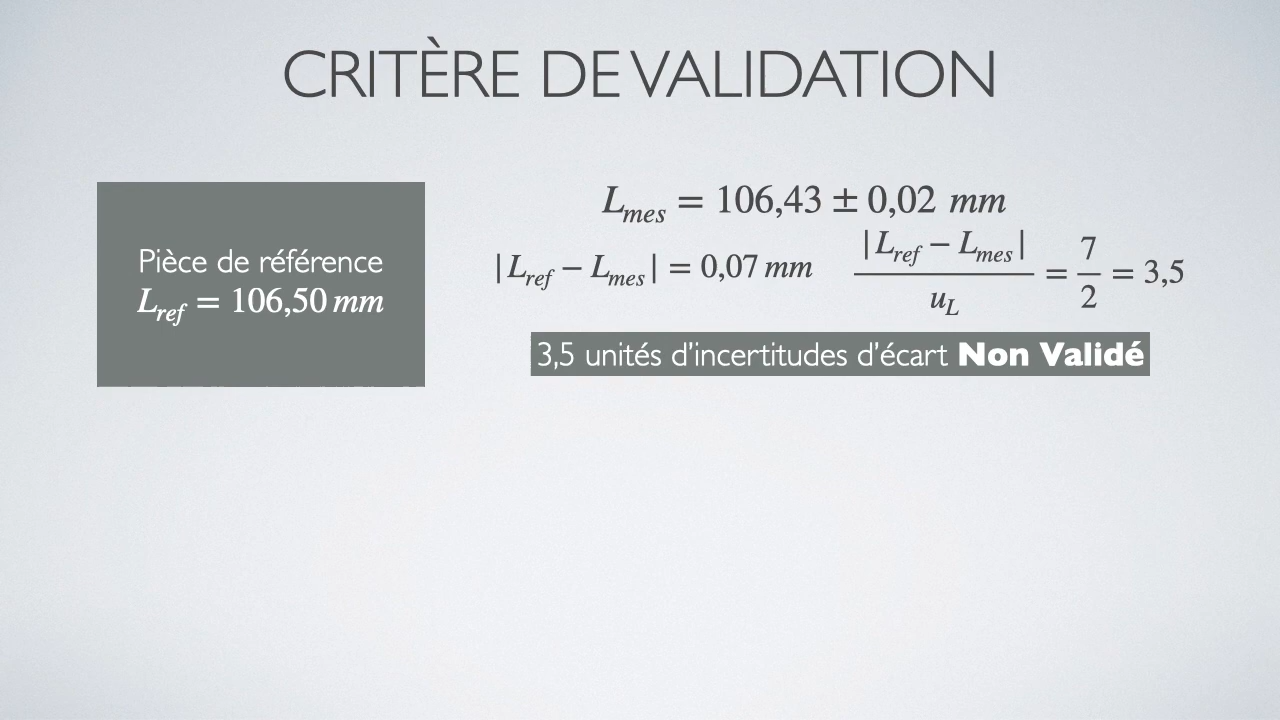 CRITÈRE DE VALIDATION
Pièce de référence
L_ref = 106,50 mm
L_mes = 106,43 ± 0,02 mm
|L_ref − L_mes| = 0,07 mm
|L_ref − L_mes| / u_L = 7/2 = 3,5
3,5 unités d’incertitudes d’écart Non Validé